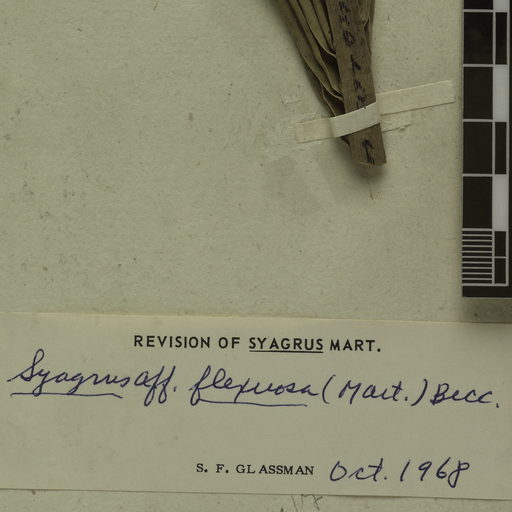 REVISION OF SYAGRUS MART.
Syagrus aff. flexuosa (Mart.) Becc.
S. F. GLASSMAN Oct. 1968